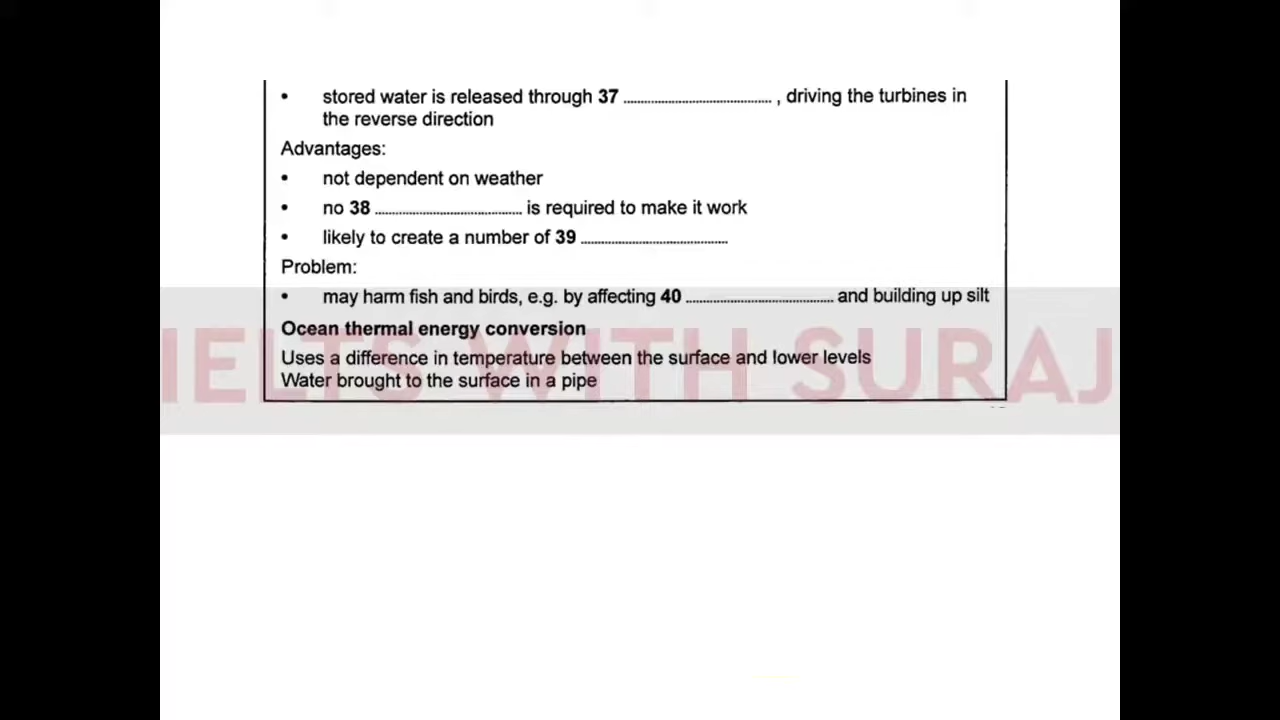 • stored water is released through 37 ........................................ , driving the turbines in
the reverse direction
Advantages:
• not dependent on weather
• no 38 ........................................ is required to make it work
• likely to create a number of 39 ........................................
Problem:
• may harm fish and birds, e.g. by affecting 40 ........................................ and building up silt
Ocean thermal energy conversion
Uses a difference in temperature between the surface and lower levels
Water brought to the surface in a pipe
IELTS WITH SURAJ